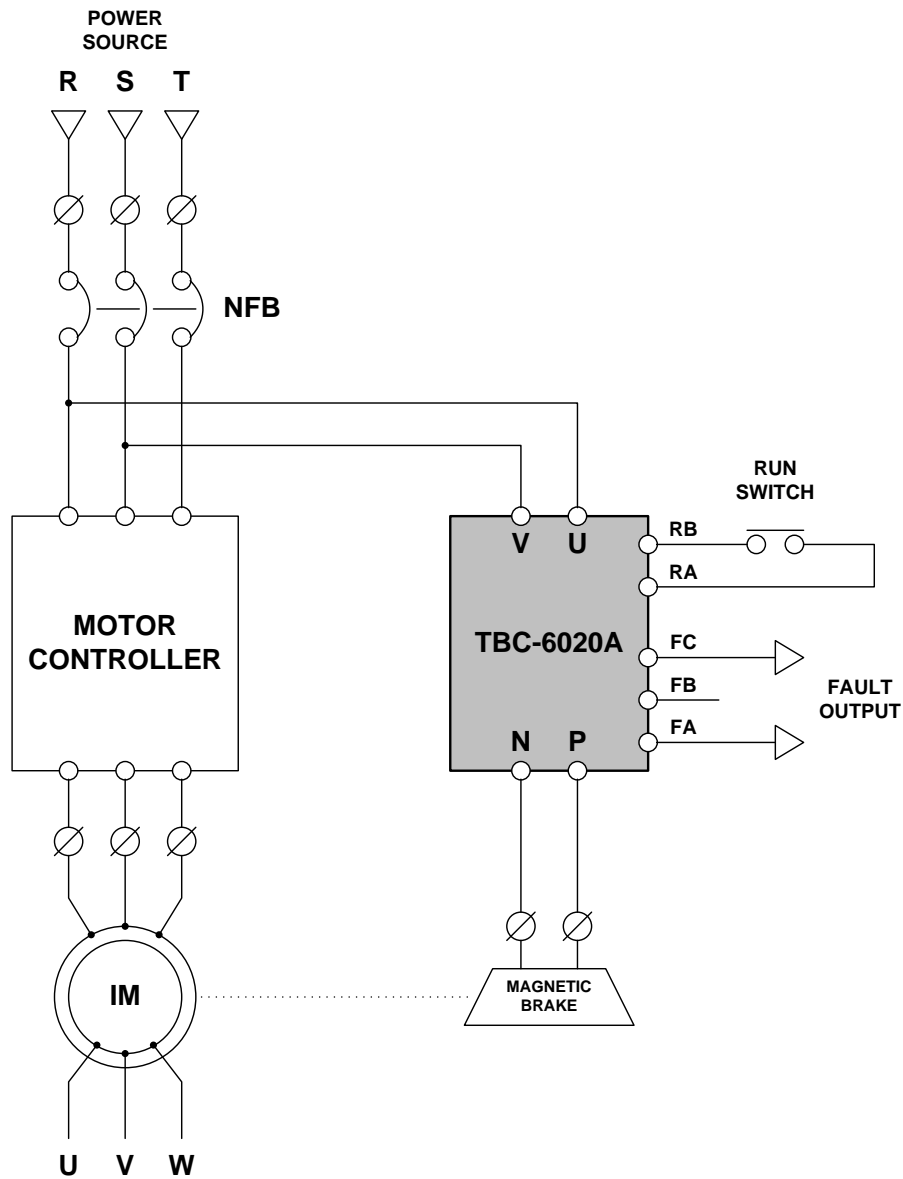 POWER
SOURCE
R S T
NFB
RUN
SWITCH
V U
RB
RA
MOTOR
CONTROLLER
TBC-6020A
FC
FB
FA
FAULT
OUTPUT
N P
MAGNETIC
BRAKE
IM
U V W